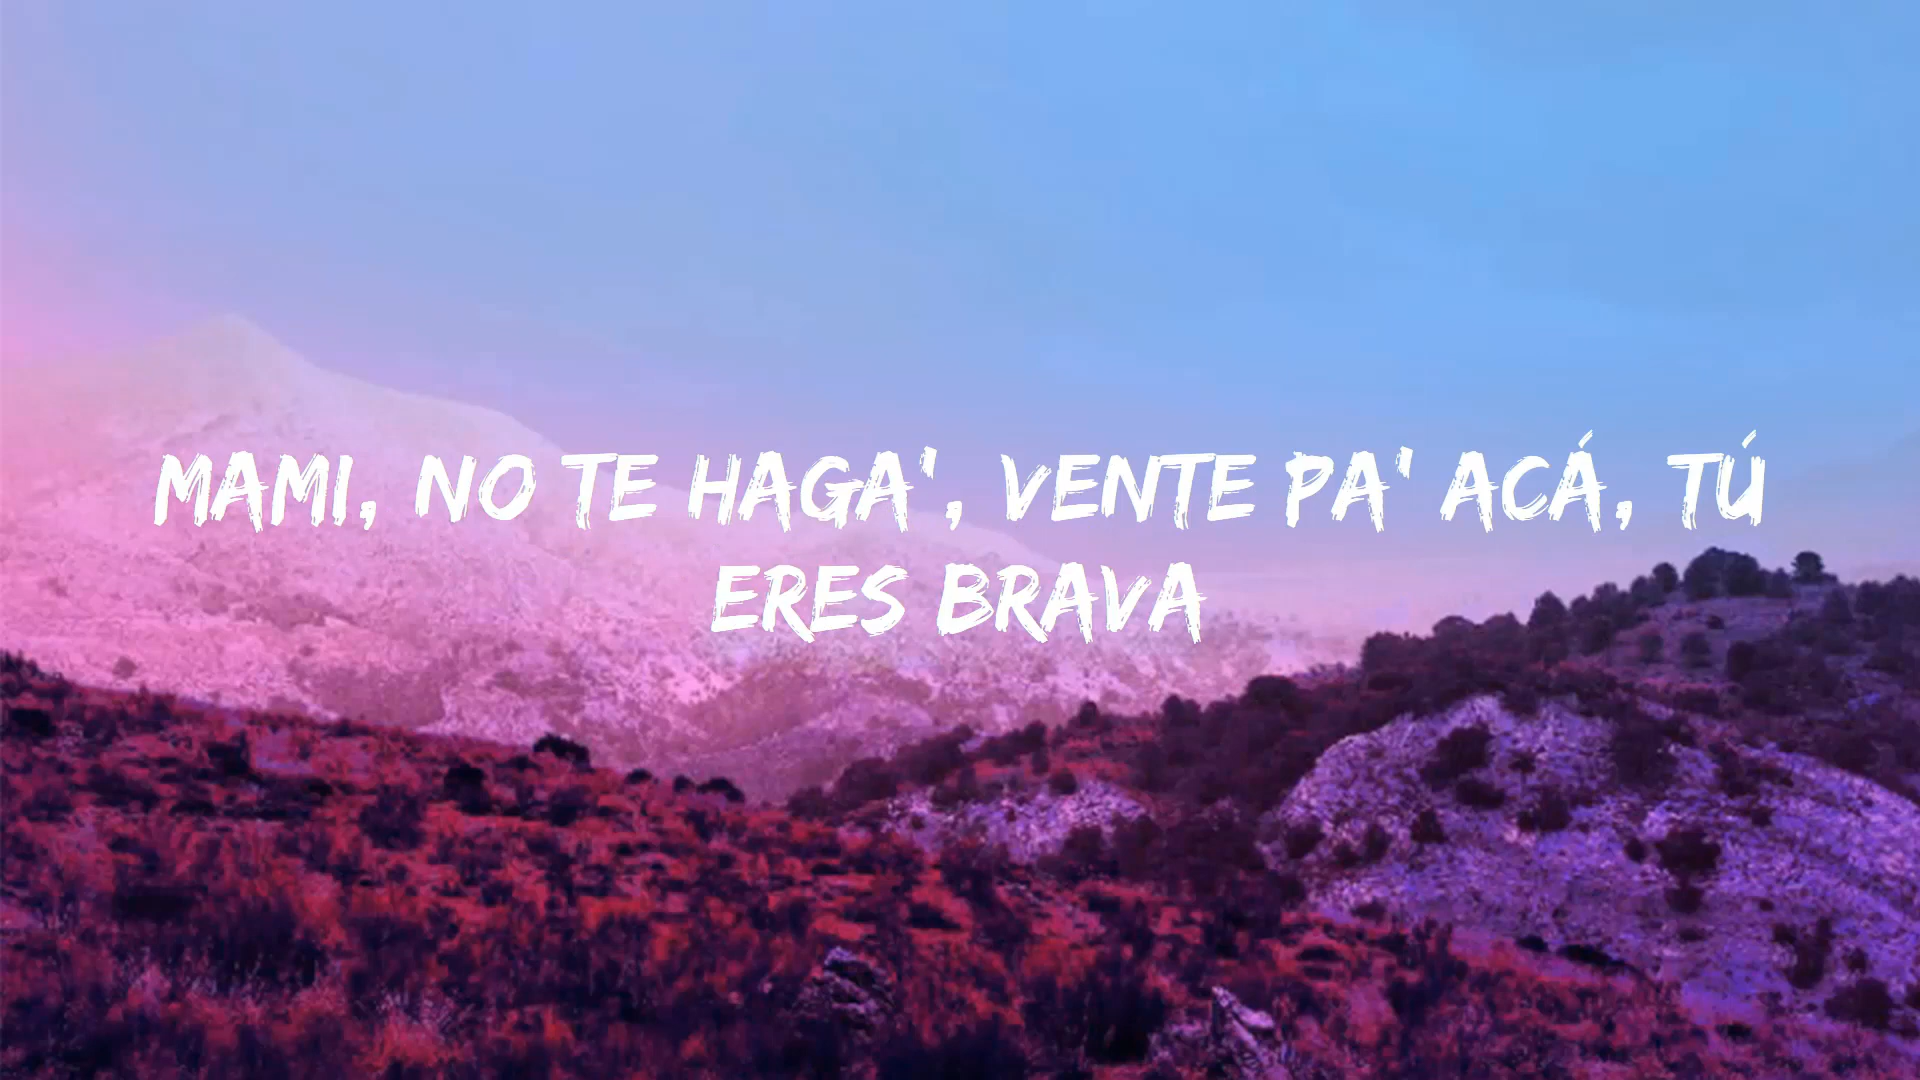 MAMI, NO TE HAGA', VENTE PA' ACÁ, TÚ
ERES BRAVA